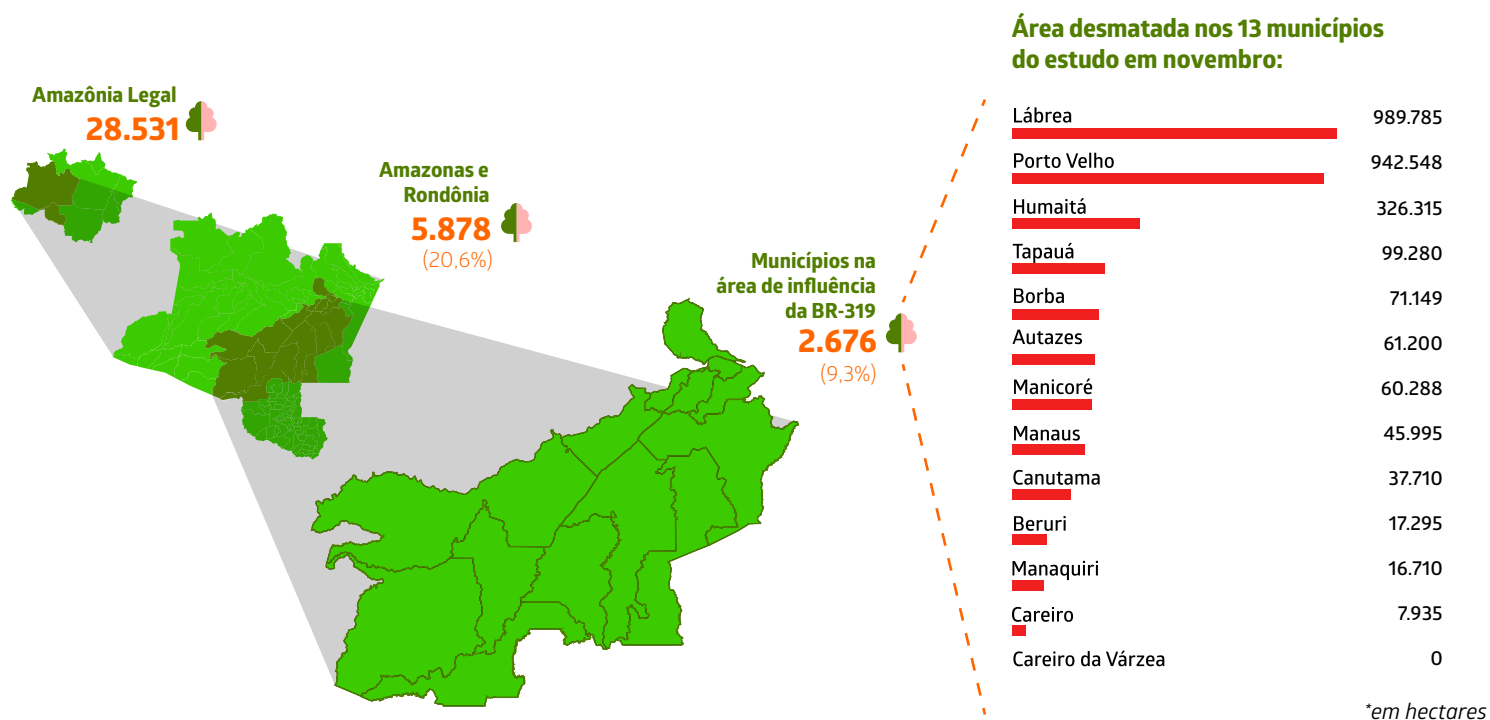 Amazônia Legal
28.531
Amazonas e
Rondônia
5.878
(20,6%)
Municípios na
área de influência
da BR-319
2.676
(9,3%)
Área desmatada nos 13 municípios
do estudo em novembro:
Lábrea 989.785
Porto Velho 942.548
Humaitá 326.315
Tapauá 99.280
Borba 71.149
Autazes 61.200
Manicoré 60.288
Manaus 45.995
Canutama 37.710
Beruri 17.295
Manaquiri 16.710
Careiro 7.935
Careiro da Várzea 0
*em hectares